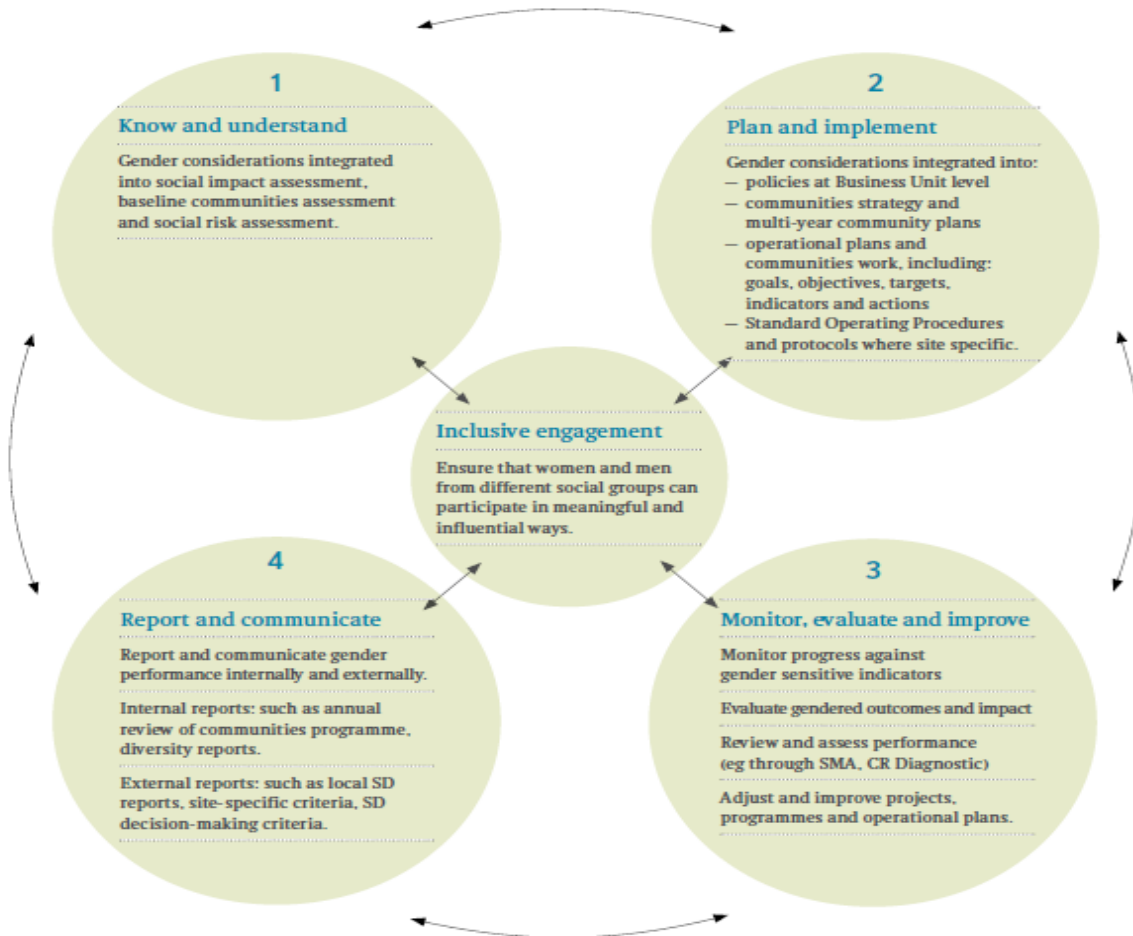 1
Know and understand
Gender considerations integrated
into social impact assessment,
baseline communities assessment
and social risk assessment.
2
Plan and implement
Gender considerations integrated into:
— policies at Business Unit level
— communities strategy and
multi-year community plans
— operational plans and
communities work, including:
goals, objectives, targets,
indicators and actions
— Standard Operating Procedures
and protocols where site specific.
Inclusive engagement
Ensure that women and men
from different social groups can
participate in meaningful and
influential ways.
4
Report and communicate
Report and communicate gender
performance internally and externally.
Internal reports: such as annual
review of communities programme,
diversity reports.
External reports: such as local SD
reports, site-specific criteria, SD
decision-making criteria.
3
Monitor, evaluate and improve
Monitor progress against
gender sensitive indicators
Evaluate gendered outcomes and impact
Review and assess performance
(eg through SMA, CR Diagnostic)
Adjust and improve projects,
programmes and operational plans.